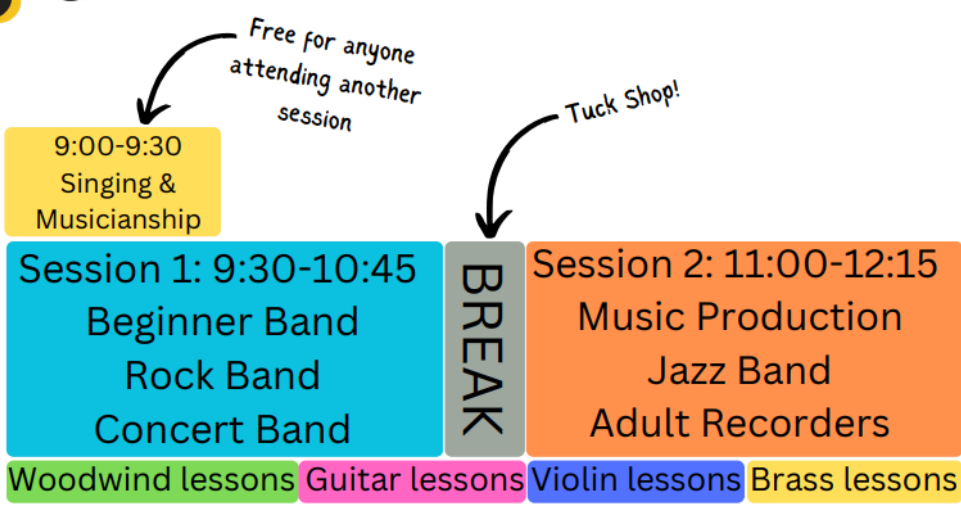 Free for anyone
attending another
session
Tuck Shop!
9:00-9:30
Singing &
Musicianship
Session 1: 9:30-10:45
Beginner Band
Rock Band
Concert Band
BREAK
Session 2: 11:00-12:15
Music Production
Jazz Band
Adult Recorders
Woodwind lessons
Guitar lessons
Violin lessons
Brass lessons